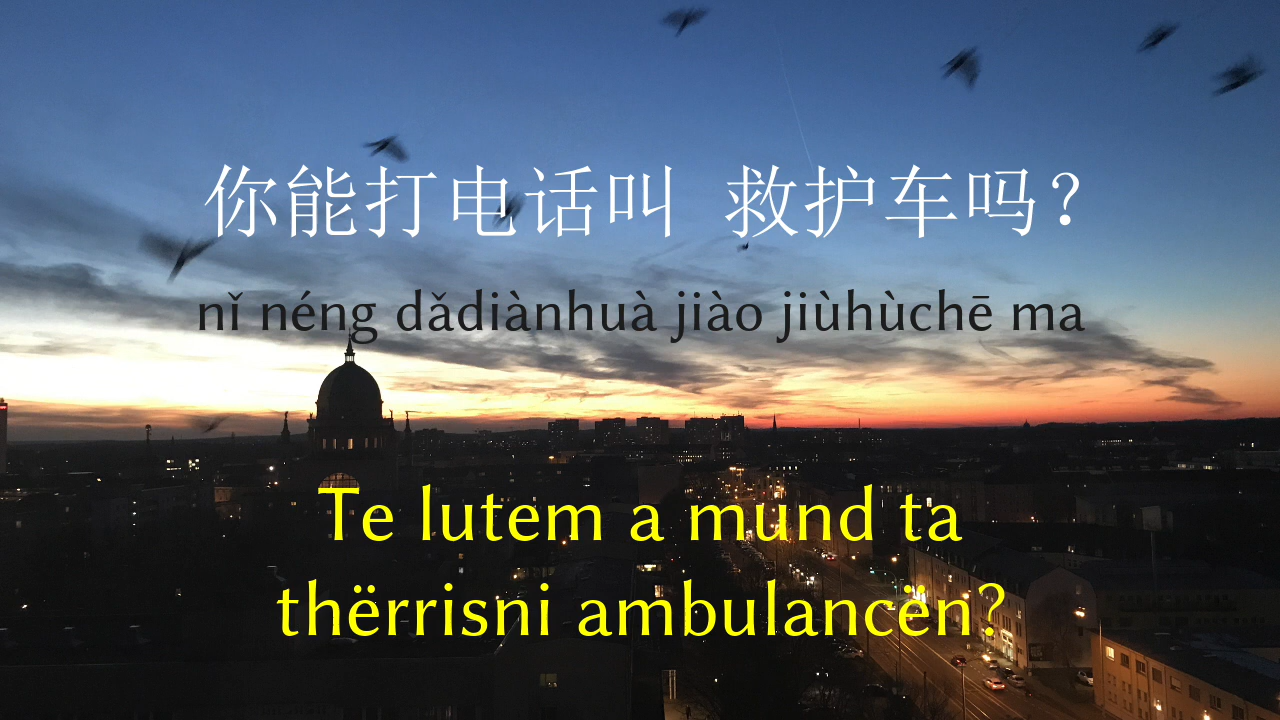 你能打电话叫 救护车吗？
nǐ néng dǎdiànhuà jiào jiùhùchē ma
Te lutem a mund ta
thërrisni ambulancën?